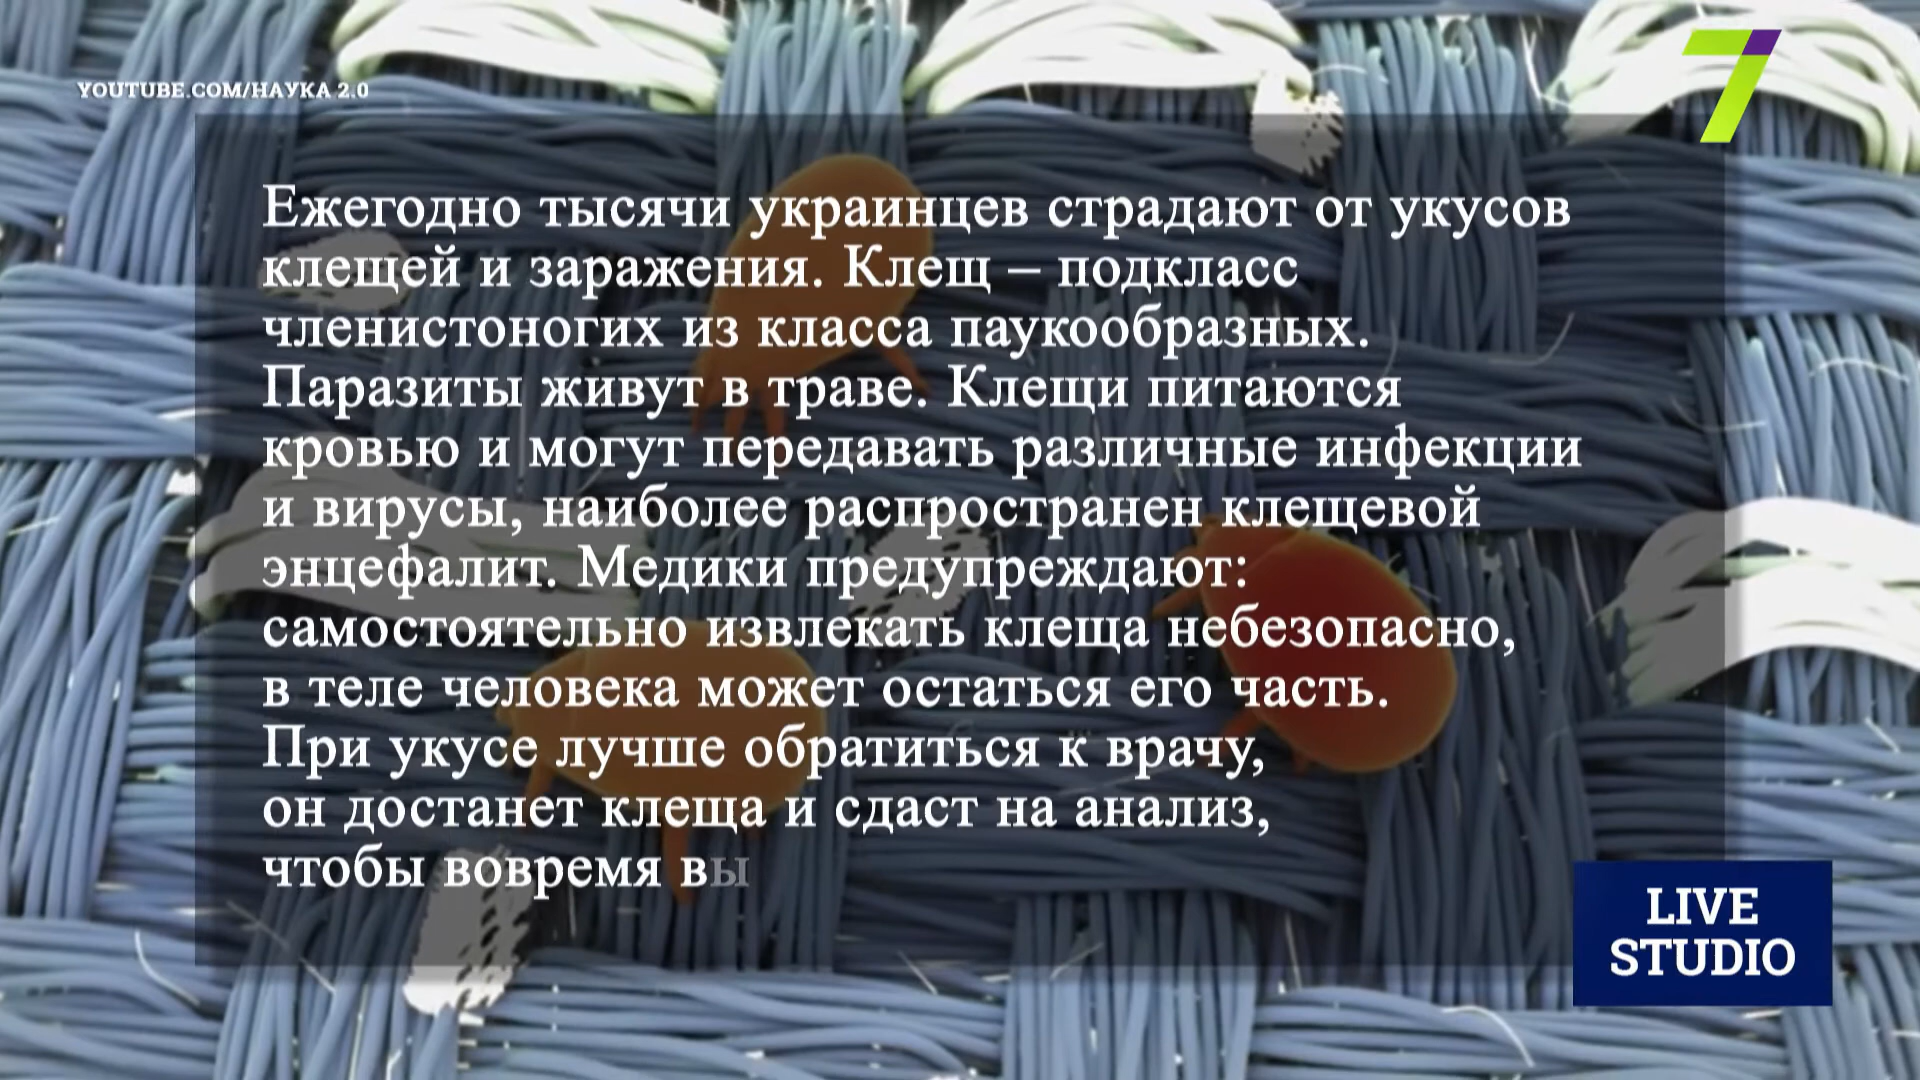 YOUTUBE.COM/НАУКА 2.0
7
Ежегодно тысячи украинцев страдают от укусов
клещей и заражения. Клещ – подкласс
членистоногих из класса паукообразных.
Паразиты живут в траве. Клещи питаются
кровью и могут передавать различные инфекции
и вирусы, наиболее распространен клещевой
энцефалит. Медики предупреждают:
самостоятельно извлекать клеща небезопасно,
в теле человека может остаться его часть.
При укусе лучше обратиться к врачу,
он достанет клеща и сдаст на анализ,
чтобы вовремя вы
LIVE
STUDIO